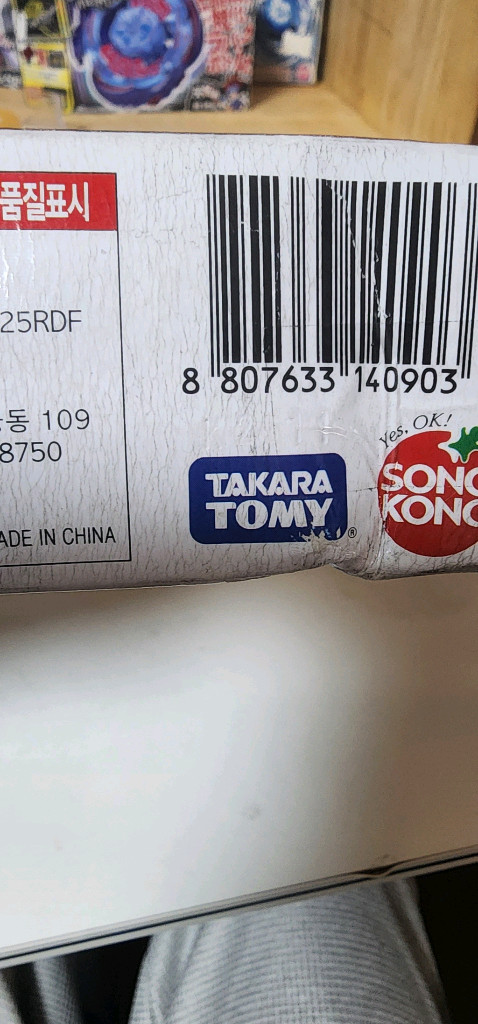 품질표시
25RDF
동 109
8750
ADE IN CHINA
8 807633 140903
TAKARA
TOMY®
Yes, OK!
SONG
KONG